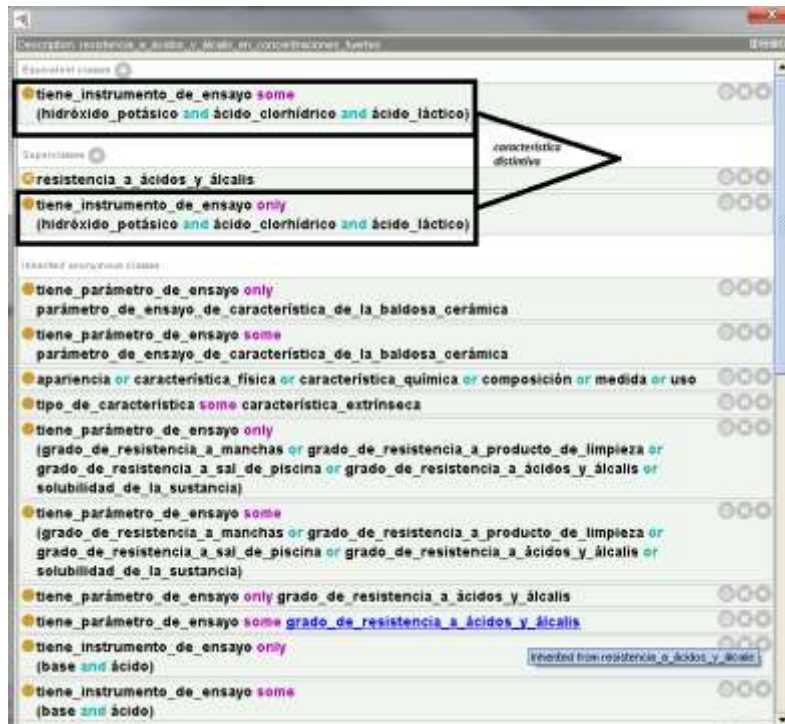 Description: resistencia_a_ácidos_y_álcalis_en_concentraciones_fuertes
Equivalent classes
tiene_instrumento_de_ensayo some
(hidróxido_potásico and ácido_clorhídrico and ácido_láctico)
característica
distintiva
Superclasses
resistencia_a_ácidos_y_álcalis
tiene_instrumento_de_ensayo only
(hidróxido_potásico and ácido_clorhídrico and ácido_láctico)
Inherited anonymous classes
tiene_parámetro_de_ensayo only
parámetro_de_ensayo_de_característica_de_la_baldosa_cerámica
tiene_parámetro_de_ensayo some
parámetro_de_ensayo_de_característica_de_la_baldosa_cerámica
apariencia or característica_física or característica_química or composición or medida or uso
tipo_de_característica some característica_extrínseca
tiene_parámetro_de_ensayo only
(grado_de_resistencia_a_manchas or grado_de_resistencia_a_producto_de_limpieza or
grado_de_resistencia_a_sal_de_piscina or grado_de_resistencia_a_ácidos_y_álcalis or
solubilidad_de_la_sustancia)
tiene_parámetro_de_ensayo some
(grado_de_resistencia_a_manchas or grado_de_resistencia_a_producto_de_limpieza or
grado_de_resistencia_a_sal_de_piscina or grado_de_resistencia_a_ácidos_y_álcalis or
solubilidad_de_la_sustancia)
tiene_parámetro_de_ensayo only grado_de_resistencia_a_ácidos_y_álcalis
tiene_parámetro_de_ensayo some grado_de_resistencia_a_ácidos_y_álcalis
tiene_instrumento_de_ensayo only
(base and ácido)
Inherited from resistencia_a_ácidos_y_álcalis
tiene_instrumento_de_ensayo some
(base and ácido)